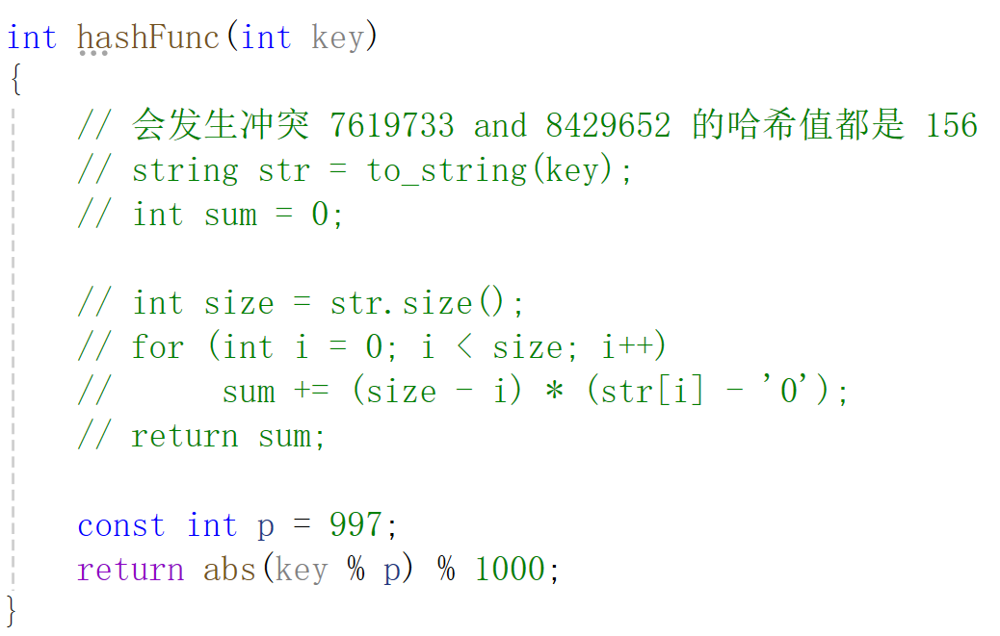 int hashFunc(int key)
{
// 会发生冲突 7619733 and 8429652 的哈希值都是 156
// string str = to_string(key);
// int sum = 0;
// int size = str.size();
// for (int i = 0; i < size; i++)
//     sum += (size - i) * (str[i] - '0');
// return sum;
const int p = 997;
return abs(key % p) % 1000;
}